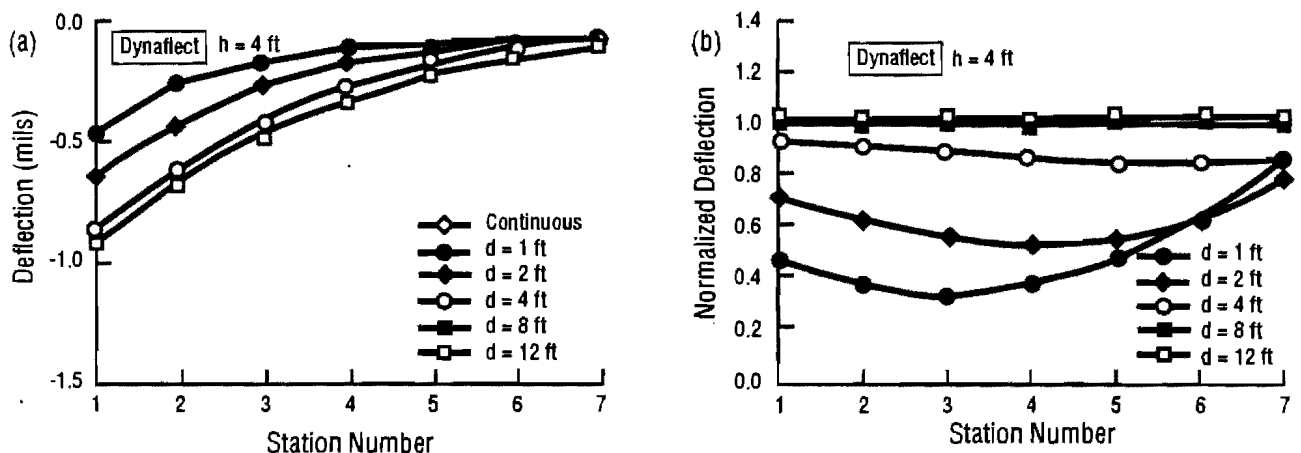 (a)
Dynaflect h = 4 ft
Deflection (mils)
0.0
-0.5
-1.0
-1.5
Continuous
d = 1 ft
d = 2 ft
d = 4 ft
d = 8 ft
d = 12 ft
1 2 3 4 5 6 7
Station Number
(b)
Dynaflect h = 4 ft
Normalized Deflection
1.4
1.2
1.0
0.8
0.6
0.4
0.2
0.0
d = 1 ft
d = 2 ft
d = 4 ft
d = 8 ft
d = 12 ft
1 2 3 4 5 6 7
Station Number